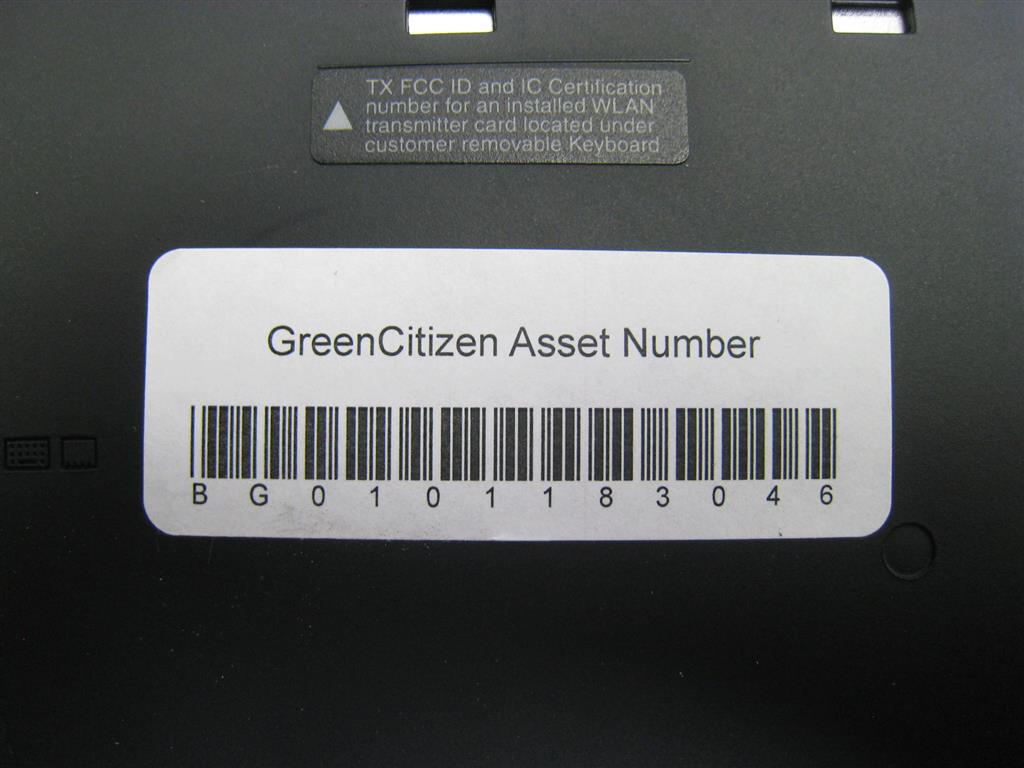 TX FCC ID and IC Certification
number for an installed WLAN
transmitter card located under
customer removable Keyboard
GreenCitizen Asset Number
BG0101183046